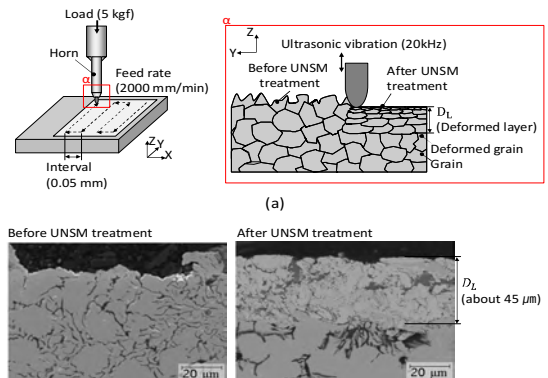 Load (5 kgf)
Horn
α
Feed rate
(2000 mm/min)
Interval
(0.05 mm)
Z
Y
X
α
Z
Y
X
Ultrasonic vibration (20kHz)
Before UNSM
treatment
After UNSM
treatment
D_L
(Deformed layer)
Deformed grain
Grain
(a)
Before UNSM treatment
After UNSM treatment
D_L
(about 45 μm)
20 μm
20 μm